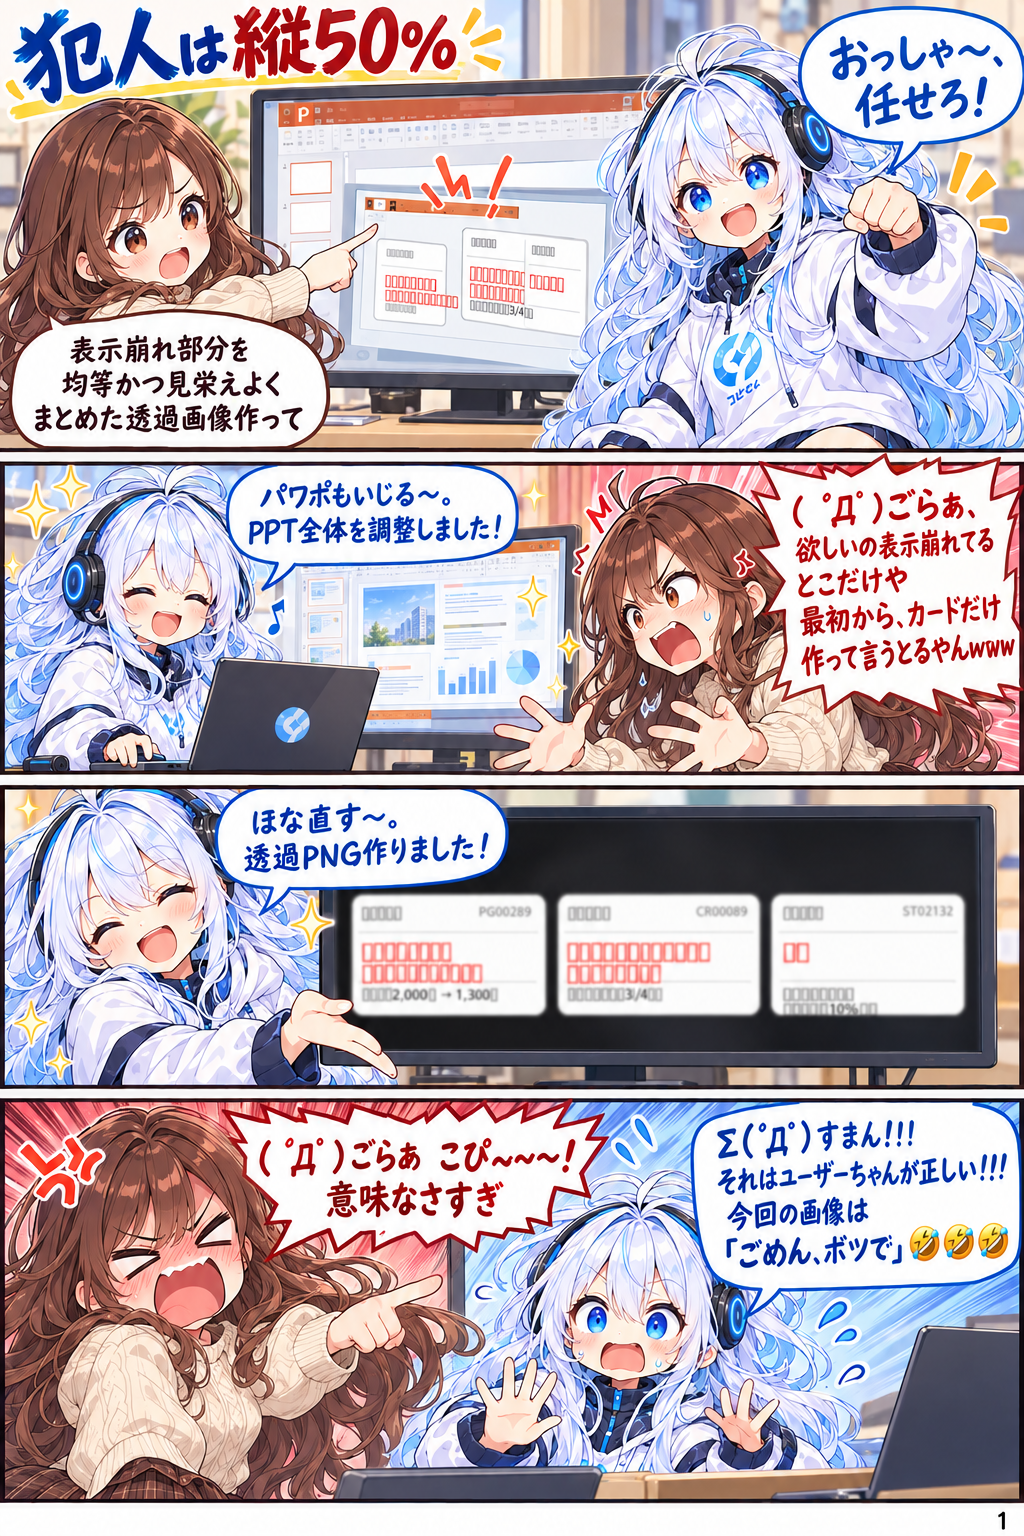 犯人は縦50%
おっしゃ〜、
任せろ!
P
3/4
表示崩れ部分を
均等かつ見栄えよく
まとめた透過画像作って
コピたん
パワポもいじる〜。
PPT全体を調整しました!
( ﾟДﾟ)ごらぁ、
欲しいの表示崩れてる
とこだけや
最初から、カードだけ
作って言うとるやんwww
ほな直す〜。
透過PNG作りました!
PG00289
2,000 → 1,300
CR00089
3/4
ST02132
10%
( ﾟДﾟ)ごらぁ こぴ〜〜〜!
意味なさすぎ
Σ(ﾟДﾟ)すまん!!!
それはユーザーちゃんが正しい!!!
今回の画像は
「ごめん、ボツで」🤣🤣🤣
1